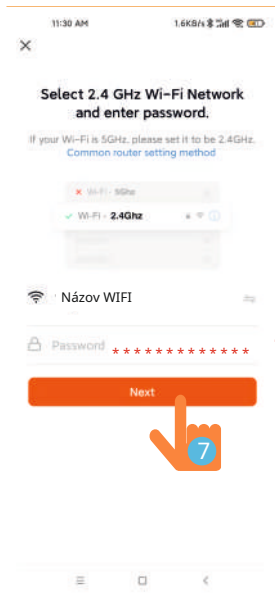 11:30 AM 1.6KB/s
Select 2.4 GHz Wi-Fi Network
and enter password.
If your Wi-Fi is 5GHz, please set it to be 2.4GHz.
Common router setting method
Wi-Fi - 5Ghz
Wi-Fi - 2.4Ghz
Názov WIFI
Password *************
Next
7